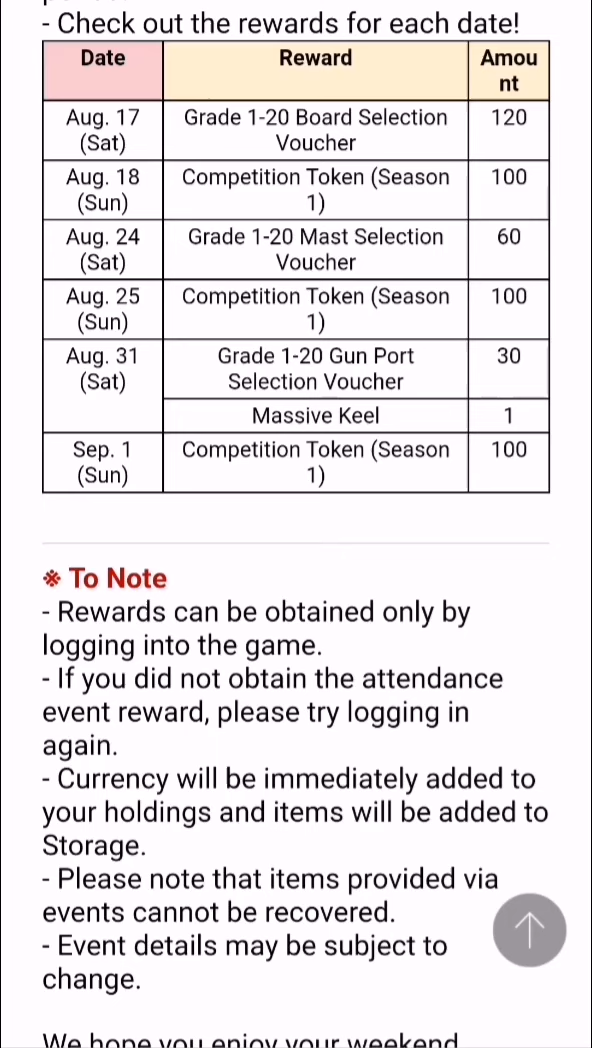 - Check out the rewards for each date!
Date Reward Amou
nt
Aug. 17 Grade 1-20 Board Selection 120
(Sat) Voucher
Aug. 18 Competition Token (Season 100
(Sun) 1)
Aug. 24 Grade 1-20 Mast Selection 60
(Sat) Voucher
Aug. 25 Competition Token (Season 100
(Sun) 1)
Aug. 31 Grade 1-20 Gun Port 30
(Sat) Selection Voucher
Massive Keel 1
Sep. 1 Competition Token (Season 100
(Sun) 1)
※ To Note
- Rewards can be obtained only by
logging into the game.
- If you did not obtain the attendance
event reward, please try logging in
again.
- Currency will be immediately added to
your holdings and items will be added to
Storage.
- Please note that items provided via
events cannot be recovered.
- Event details may be subject to
change.
We hope you enjoy your weekend